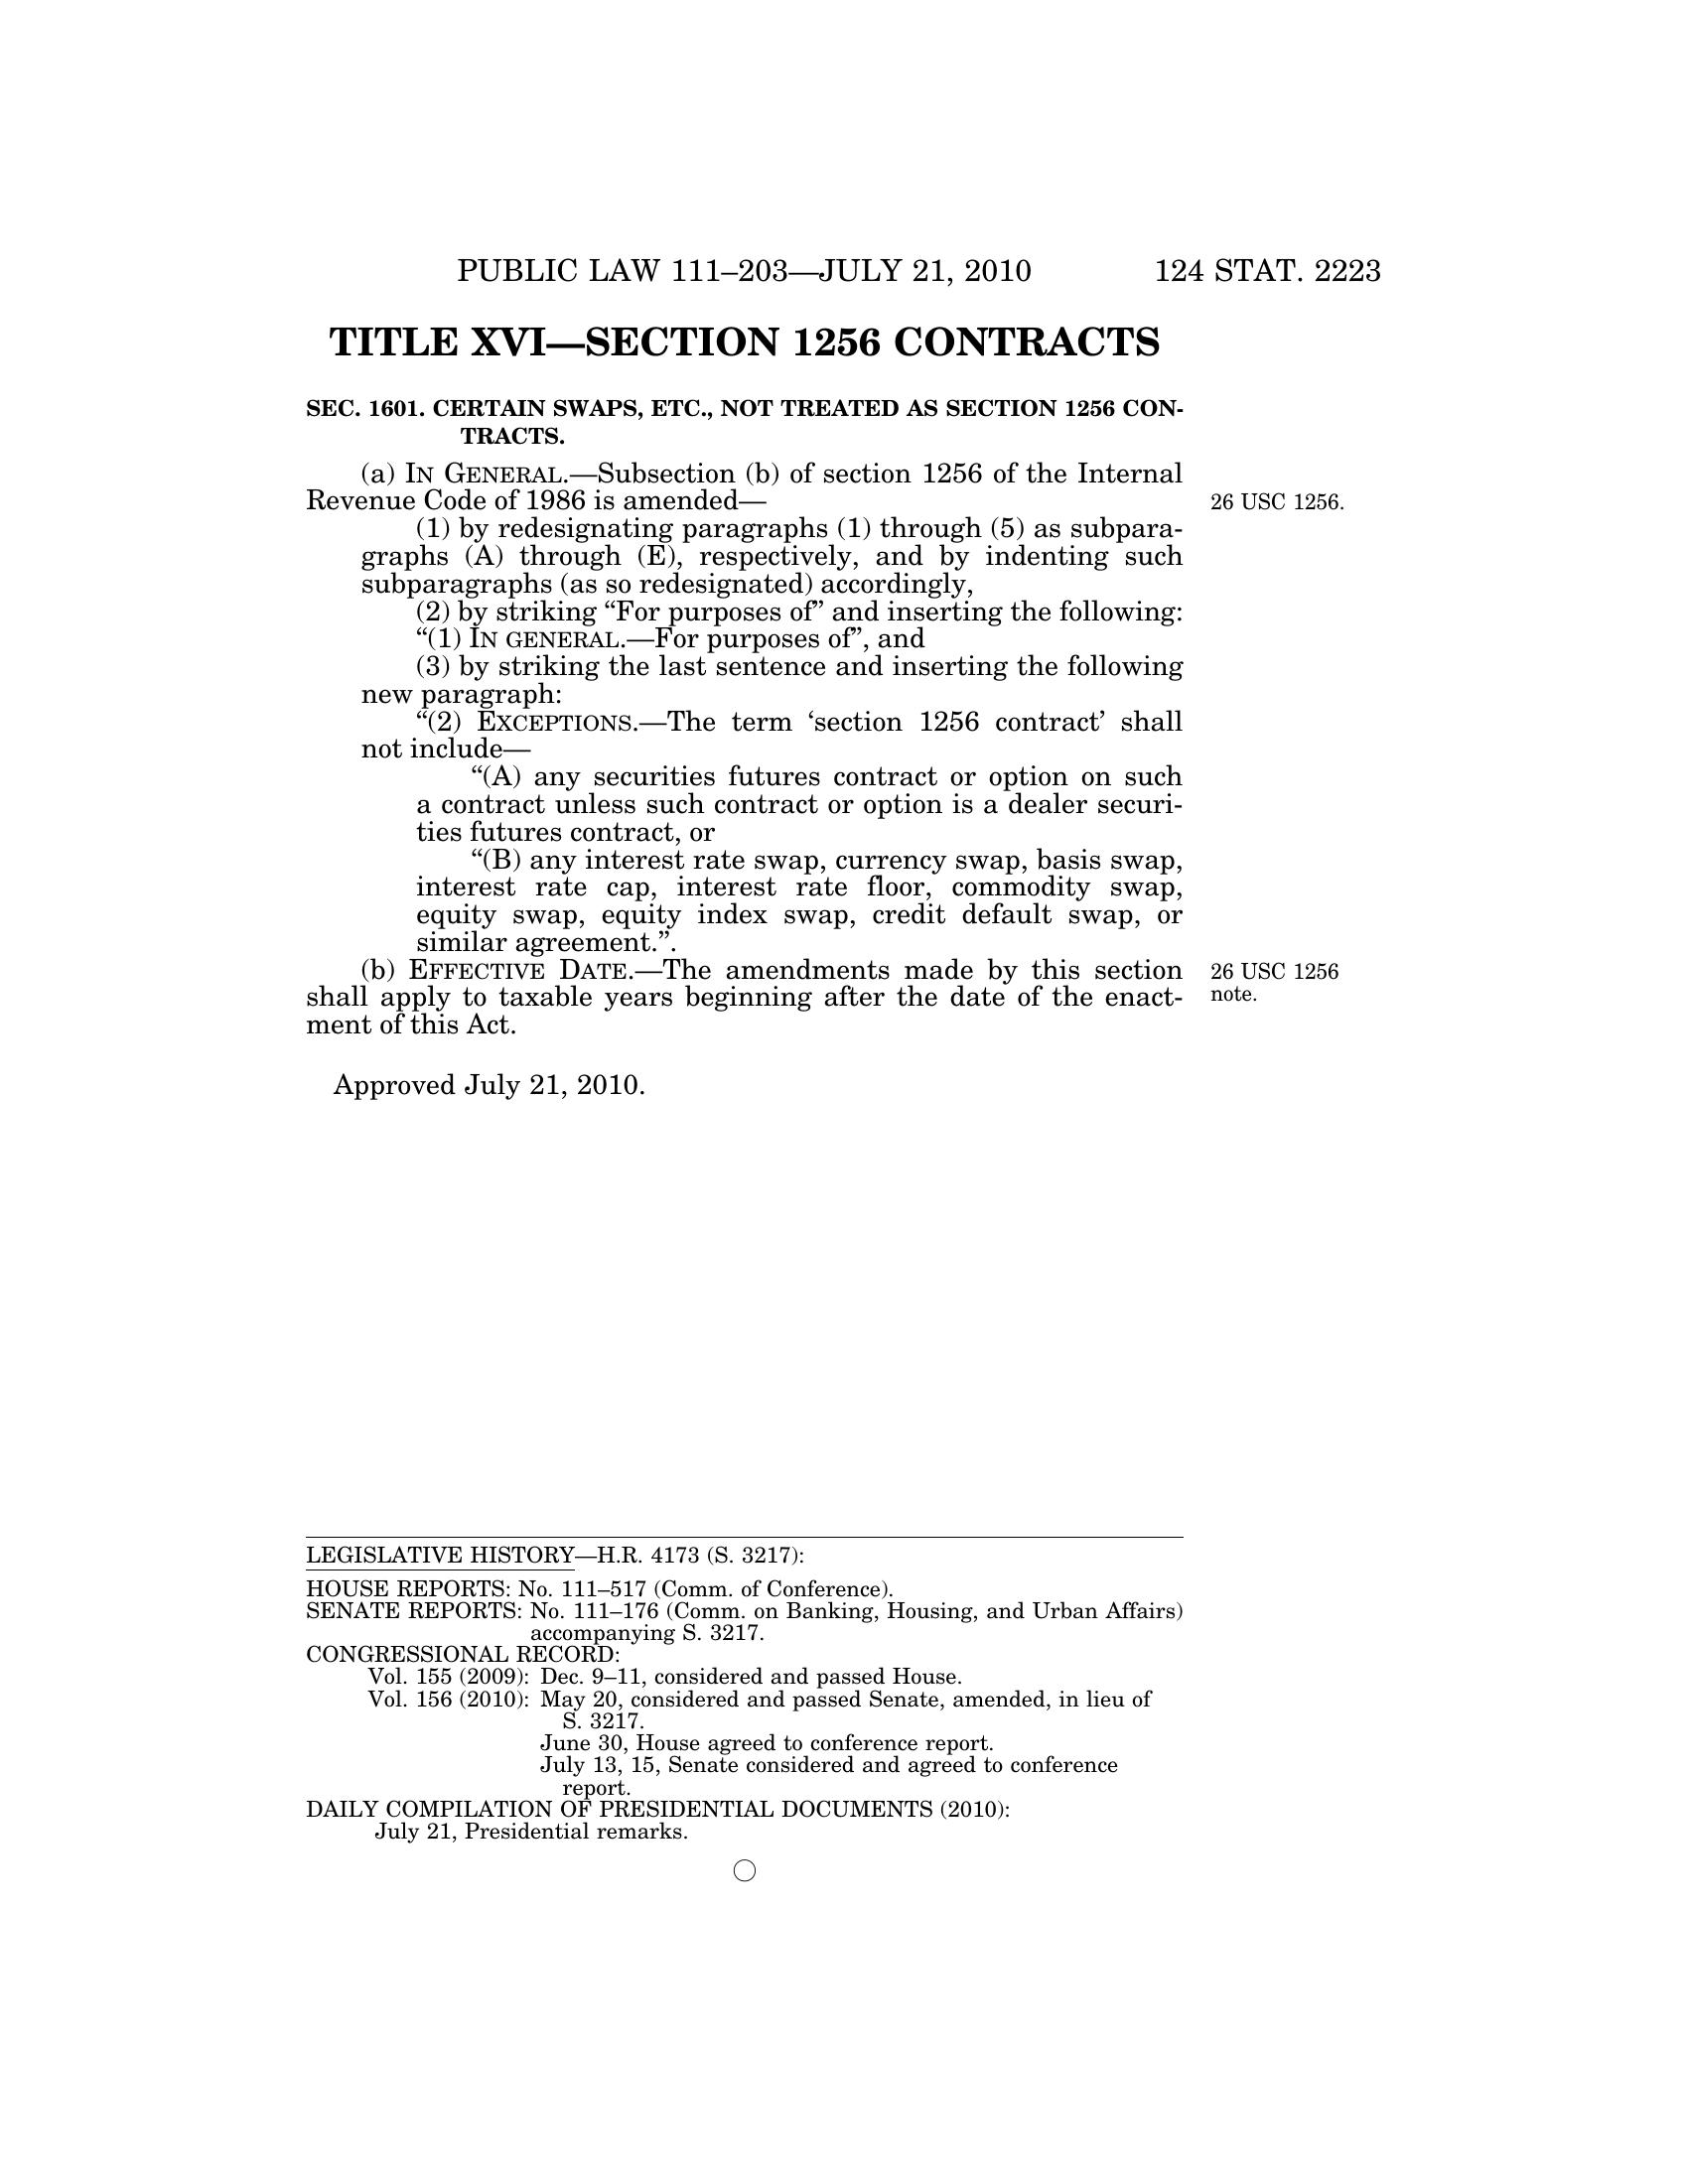 PUBLIC LAW 111–203—JULY 21, 2010 124 STAT. 2223
TITLE XVI—SECTION 1256 CONTRACTS
SEC. 1601. CERTAIN SWAPS, ETC., NOT TREATED AS SECTION 1256 CON-
TRACTS.
(a) IN GENERAL.—Subsection (b) of section 1256 of the Internal
Revenue Code of 1986 is amended—
26 USC 1256.
(1) by redesignating paragraphs (1) through (5) as subpara-
graphs (A) through (E), respectively, and by indenting such
subparagraphs (as so redesignated) accordingly,
(2) by striking “For purposes of” and inserting the following:
“(1) IN GENERAL.—For purposes of”, and
(3) by striking the last sentence and inserting the following
new paragraph:
“(2) EXCEPTIONS.—The term ‘section 1256 contract’ shall
not include—
“(A) any securities futures contract or option on such
a contract unless such contract or option is a dealer securi-
ties futures contract, or
“(B) any interest rate swap, currency swap, basis swap,
interest rate cap, interest rate floor, commodity swap,
equity swap, equity index swap, credit default swap, or
similar agreement.”.
(b) EFFECTIVE DATE.—The amendments made by this section
shall apply to taxable years beginning after the date of the enact-
ment of this Act.
26 USC 1256
note.
Approved July 21, 2010.
LEGISLATIVE HISTORY—H.R. 4173 (S. 3217):
HOUSE REPORTS: No. 111–517 (Comm. of Conference).
SENATE REPORTS: No. 111–176 (Comm. on Banking, Housing, and Urban Affairs)
accompanying S. 3217.
CONGRESSIONAL RECORD:
Vol. 155 (2009): Dec. 9–11, considered and passed House.
Vol. 156 (2010): May 20, considered and passed Senate, amended, in lieu of
S. 3217.
June 30, House agreed to conference report.
July 13, 15, Senate considered and agreed to conference
report.
DAILY COMPILATION OF PRESIDENTIAL DOCUMENTS (2010):
July 21, Presidential remarks.